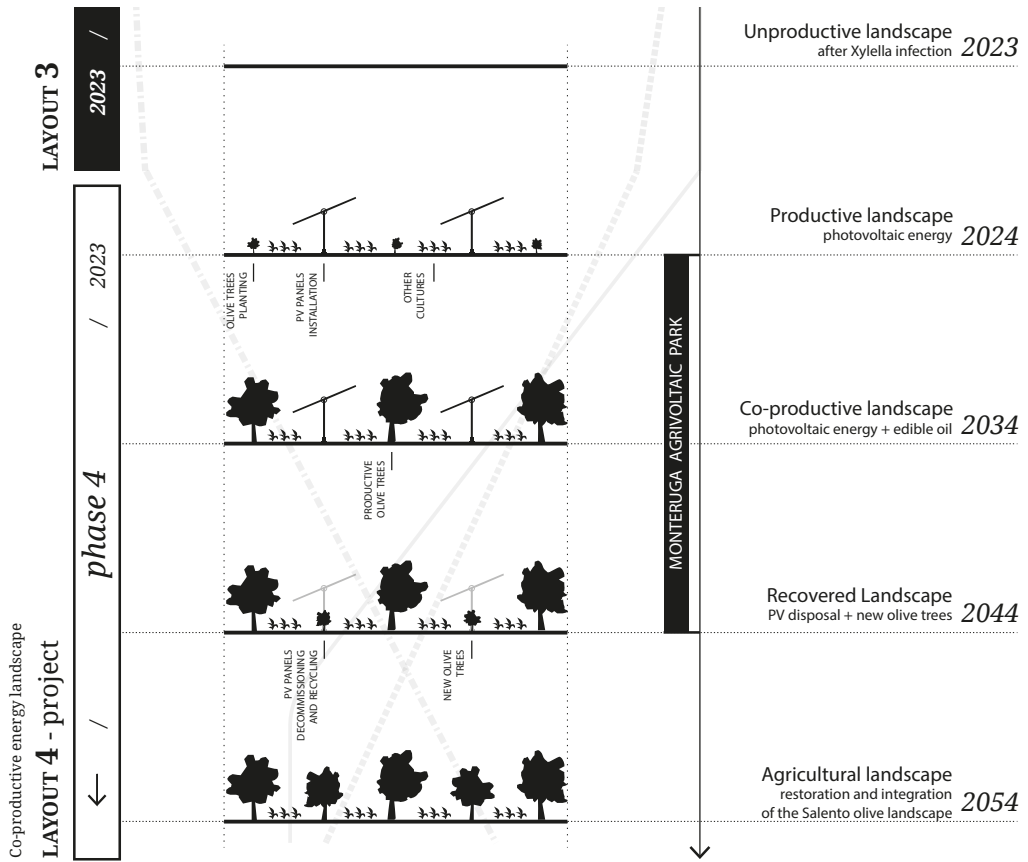 LAYOUT 3
2023 /
Unproductive landscape
after Xylella infection
2023
Productive landscape
photovoltaic energy
2024
/ 2023
OLIVE TREES
PLANTING
PV PANELS
INSTALLATION
OTHER
CULTURES
MONTERUGA AGRIVOLTAIC PARK
Co-productive landscape
photovoltaic energy + edible oil
2034
PRODUCTIVE
OLIVE TREES
phase 4
Recovered Landscape
PV disposal + new olive trees
2044
PV PANELS
DECOMMISSIONING
AND RECYCLING
NEW OLIVE
TREES
/
Co-productive energy landscape
LAYOUT 4 - project
Agricultural landscape
restoration and integration
of the Salento olive landscape
2054